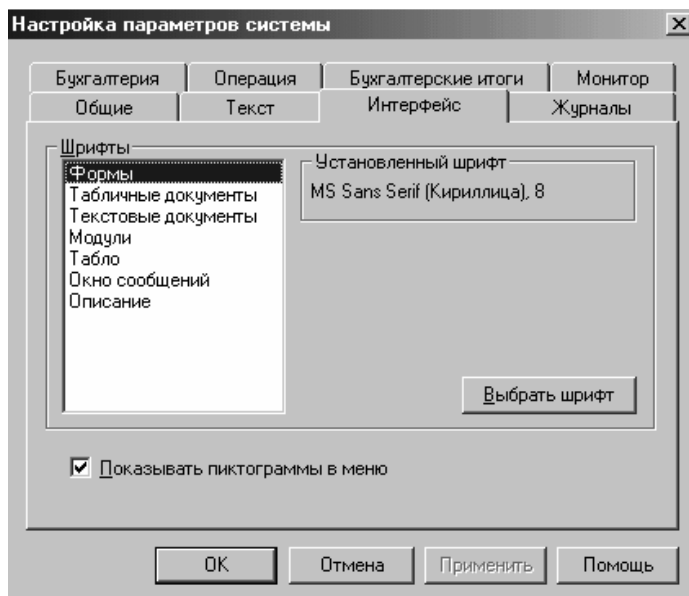 Настройка параметров системы
Бухгалтерия Операция Бухгалтерские итоги Монитор
Общие Текст Интерфейс Журналы
Шрифты
Формы
Табличные документы
Текстовые документы
Модули
Табло
Окно сообщений
Описание
Установленный шрифт
MS Sans Serif (Кириллица), 8
Выбрать шрифт
Показывать пиктограммы в меню
OK Отмена Применить Помощь